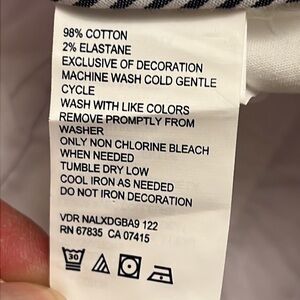 98% COTTON
2% ELASTANE
EXCLUSIVE OF DECORATION
MACHINE WASH COLD GENTLE
CYCLE
WASH WITH LIKE COLORS
REMOVE PROMPTLY FROM
WASHER
ONLY NON CHLORINE BLEACH
WHEN NEEDED
TUMBLE DRY LOW
COOL IRON AS NEEDED
DO NOT IRON DECORATION
VDR NALXDGBA9 122
RN 67835 CA 07415
30